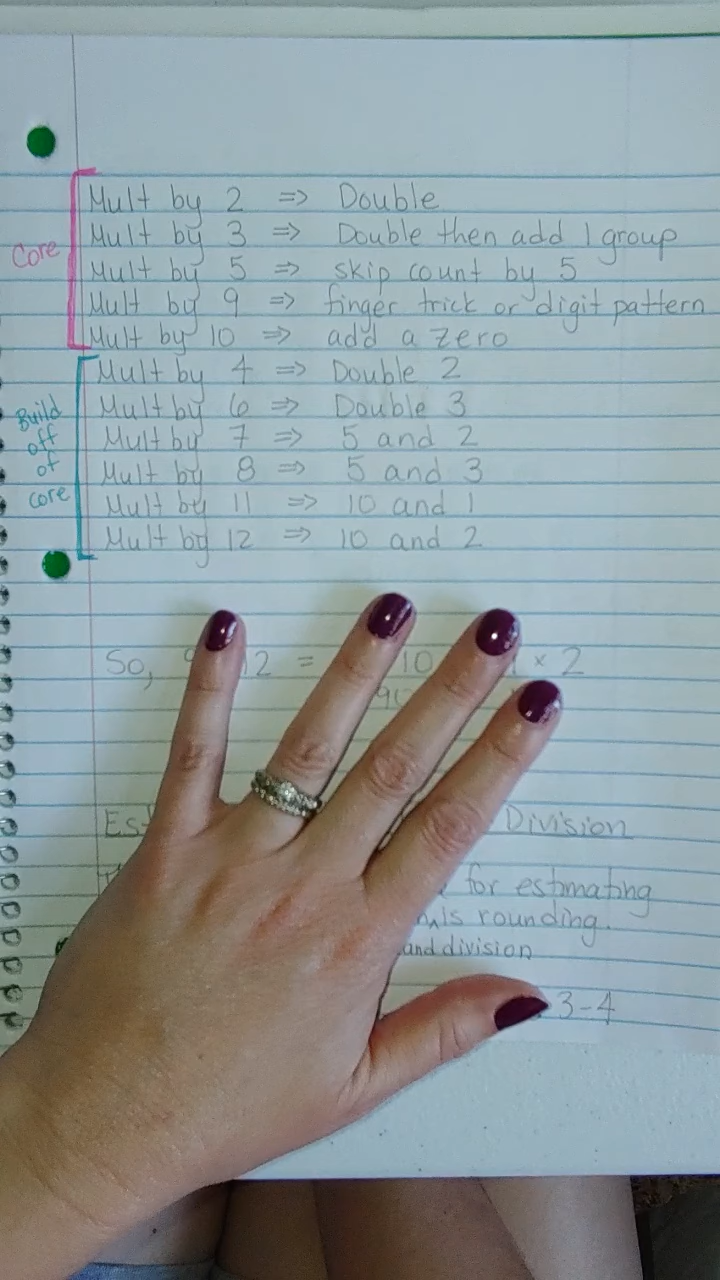 Core
Mult by 2 => Double
Mult by 3 => Double then add 1 group
Mult by 5 => skip count by 5
Mult by 9 => finger trick or digit pattern
Mult by 10 => add a zero
Build off of core
Mult by 4 => Double 2
Mult by 6 => Double 3
Mult by 7 => 5 and 2
Mult by 8 => 5 and 3
Mult by 11 => 10 and 1
Mult by 12 => 10 and 2
So, 12 = 10 × 2
90
Division
for estimating
is rounding.
and division
3-4